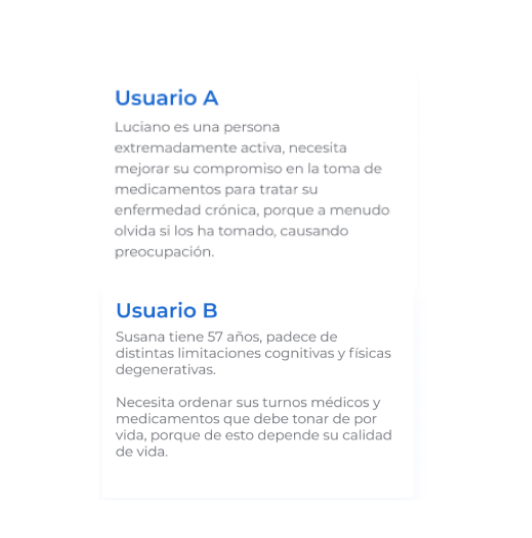 Usuario A
Luciano es una persona
extremadamente activa, necesita
mejorar su compromiso en la toma de
medicamentos para tratar su
enfermedad crónica, porque a menudo
olvida si los ha tomado, causando
preocupación.
Usuario B
Susana tiene 57 años, padece de
distintas limitaciones cognitivas y físicas
degenerativas.
Necesita ordenar sus turnos médicos y
medicamentos que debe tonar de por
vida, porque de esto depende su calidad
de vida.